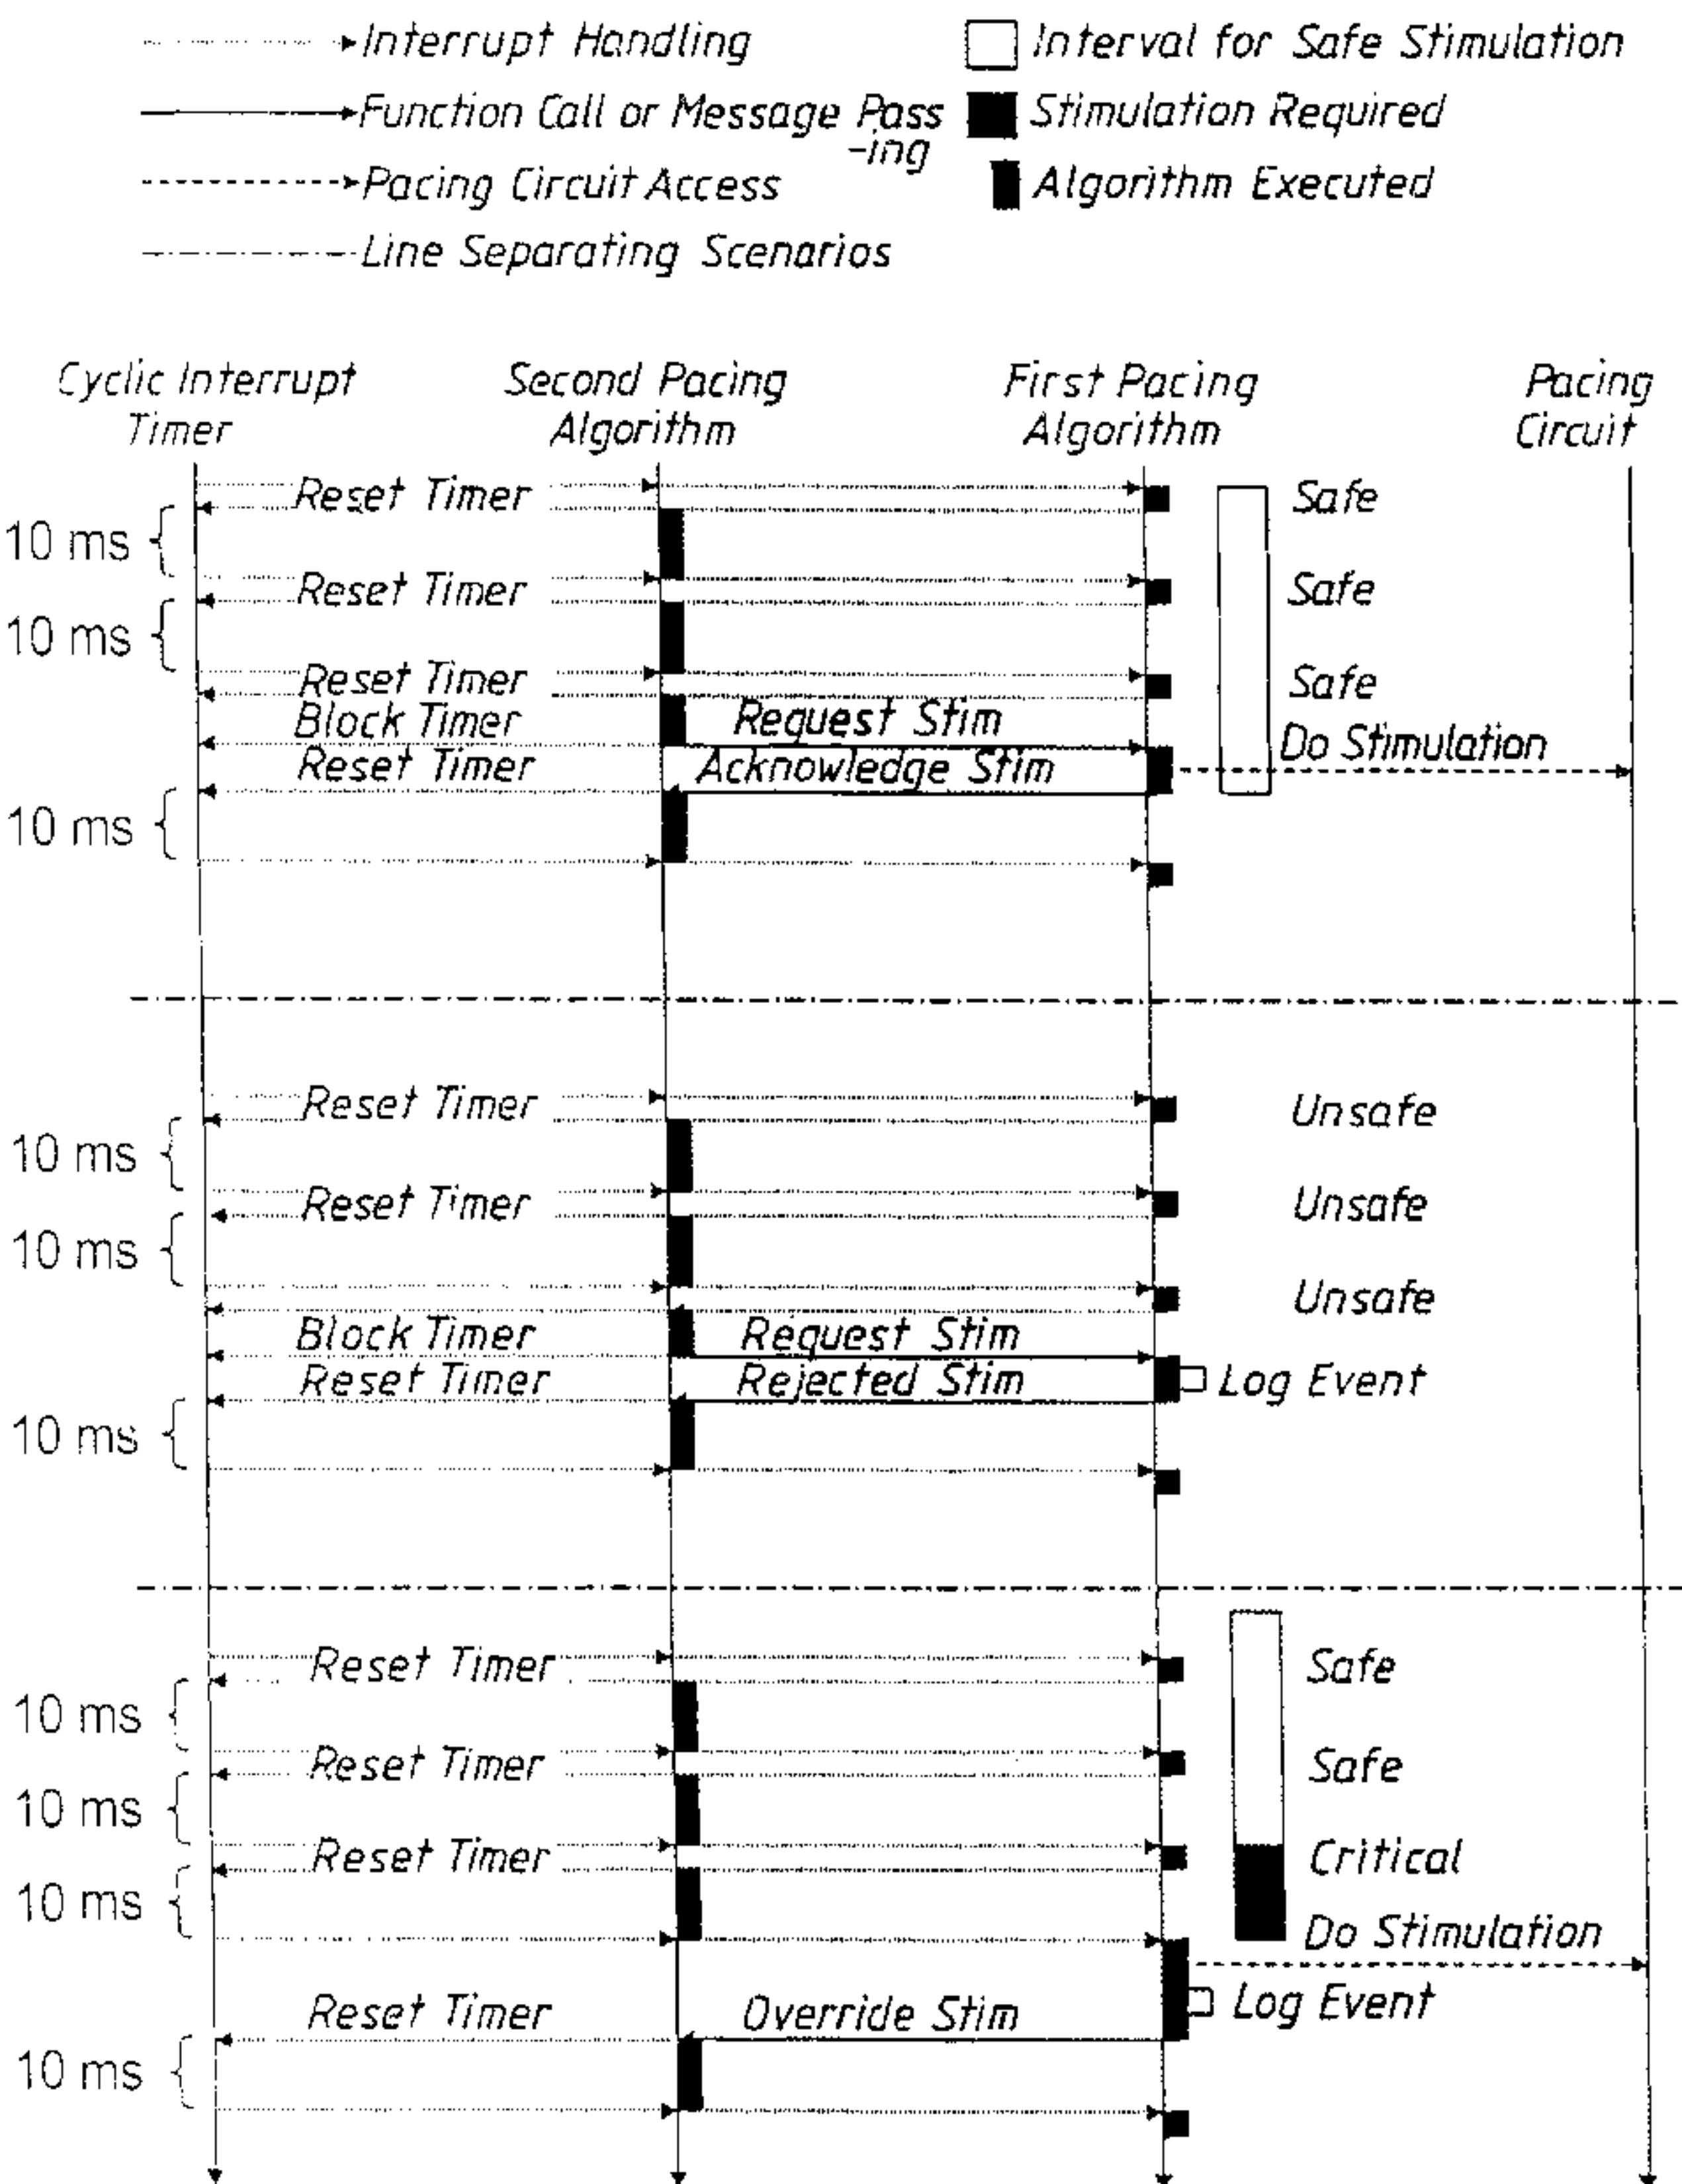 Interrupt Handling
Interval for Safe Stimulation
Function Call or Message Pass
-ing
Stimulation Required
Pacing Circuit Access
Algorithm Executed
Line Separating Scenarios
Cyclic Interrupt
Timer
Second Pacing
Algorithm
First Pacing
Algorithm
Pacing
Circuit
Reset Timer
Safe
10 ms
Reset Timer
Safe
10 ms
Reset Timer
Safe
Block Timer
Request Stim
Do Stimulation
Reset Timer
Acknowledge Stim
10 ms
Reset Timer
Unsafe
10 ms
Reset Timer
Unsafe
10 ms
Unsafe
Block Timer
Request Stim
Reset Timer
Rejected Stim
Log Event
10 ms
Reset Timer
Safe
10 ms
Reset Timer
Safe
10 ms
Reset Timer
Critical
10 ms
Do Stimulation
Reset Timer
Override Stim
Log Event
10 ms